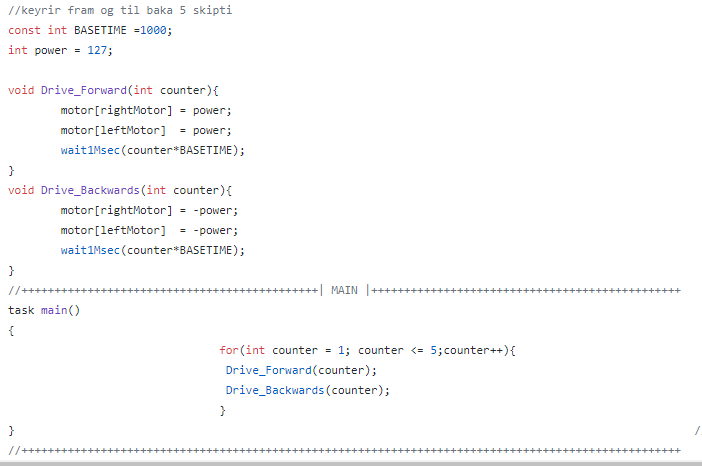 //keyrir fram og til baka 5 skipti
const int BASETIME =1000;
int power = 127;
void Drive_Forward(int counter){
motor[rightMotor] = power;
motor[leftMotor]  = power;
wait1Msec(counter*BASETIME);
}
void Drive_Backwards(int counter){
motor[rightMotor] = -power;
motor[leftMotor]  = -power;
wait1Msec(counter*BASETIME);
}
//+++++++++++++++++++++++++++++++++++++++++++++| MAIN |+++++++++++++++++++++++++++++++++++++++++++++++
task main()
{
for(int counter = 1; counter <= 5;counter++){
Drive_Forward(counter);
Drive_Backwards(counter);
}
} /
//++++++++++++++++++++++++++++++++++++++++++++++++++++++++++++++++++++++++++++++++++++++++++++++++++++